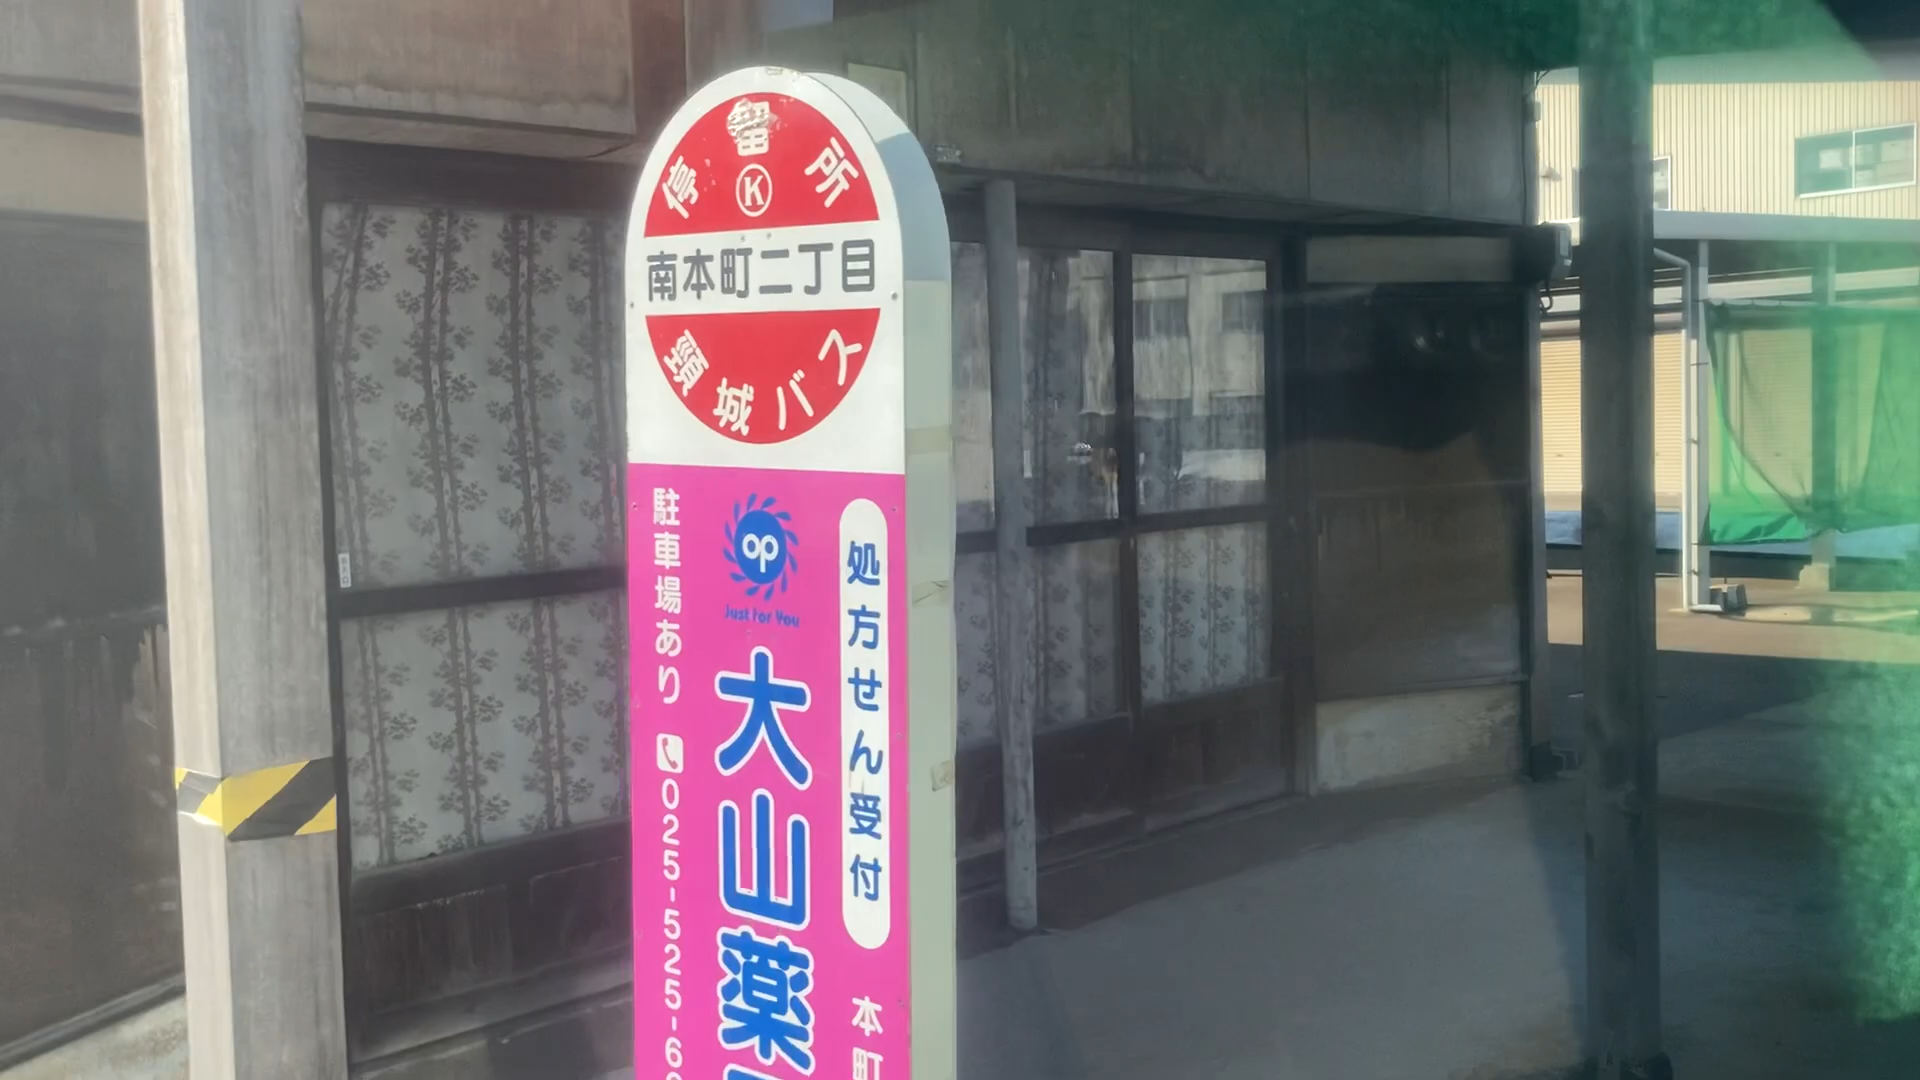 停留所
K
南本町二丁目
頸城バス
処方せん受付
本町
op
Just For You
大山薬
駐車場あり
025-525-6